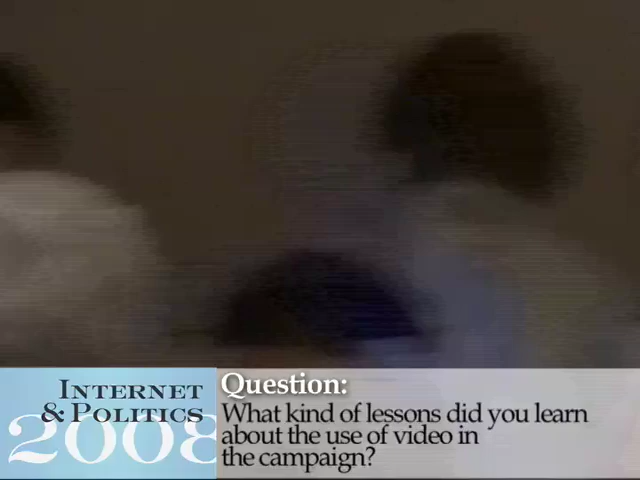 INTERNET
& POLITICS
2008
Question:
What kind of lessons did you learn
about the use of video in
the campaign?